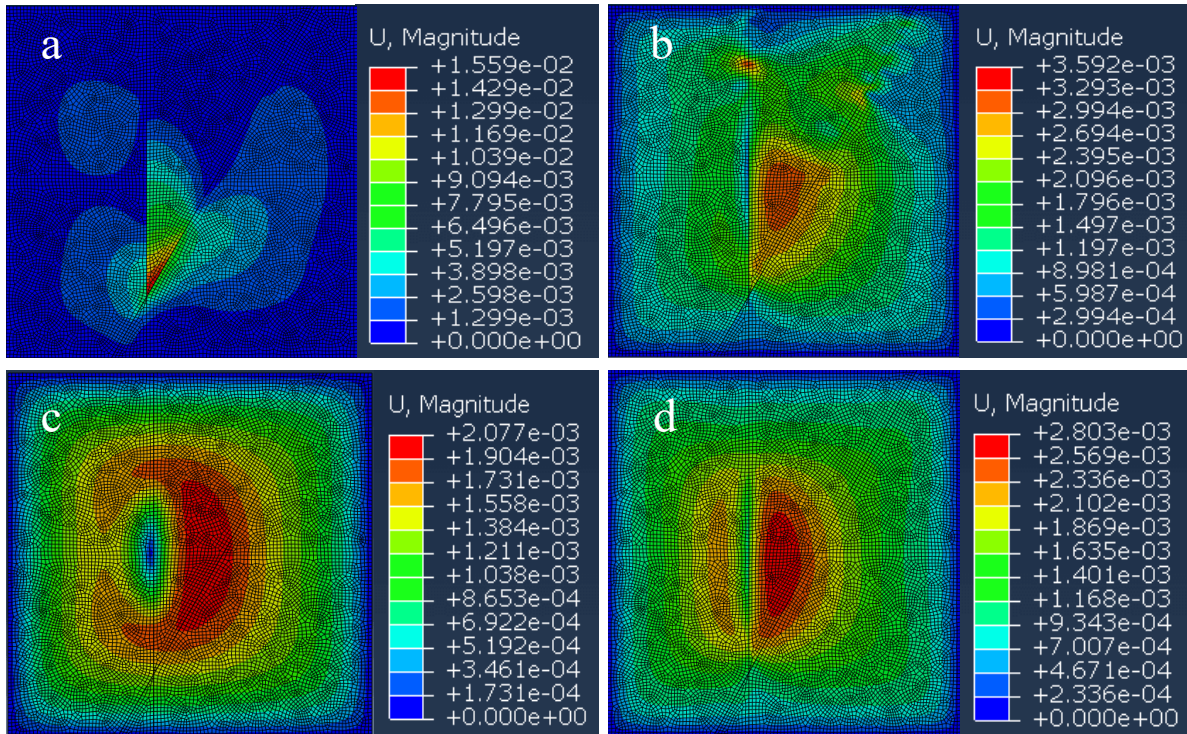 a
U, Magnitude
+1.559e-02
+1.429e-02
+1.299e-02
+1.169e-02
+1.039e-02
+9.094e-03
+7.795e-03
+6.496e-03
+5.197e-03
+3.898e-03
+2.598e-03
+1.299e-03
+0.000e+00
b
U, Magnitude
+3.592e-03
+3.293e-03
+2.994e-03
+2.694e-03
+2.395e-03
+2.096e-03
+1.796e-03
+1.497e-03
+1.197e-03
+8.981e-04
+5.987e-04
+2.994e-04
+0.000e+00
c
U, Magnitude
+2.077e-03
+1.904e-03
+1.731e-03
+1.558e-03
+1.384e-03
+1.211e-03
+1.038e-03
+8.653e-04
+6.922e-04
+5.192e-04
+3.461e-04
+1.731e-04
+0.000e+00
d
U, Magnitude
+2.803e-03
+2.569e-03
+2.336e-03
+2.102e-03
+1.869e-03
+1.635e-03
+1.401e-03
+1.168e-03
+9.343e-04
+7.007e-04
+4.671e-04
+2.336e-04
+0.000e+00